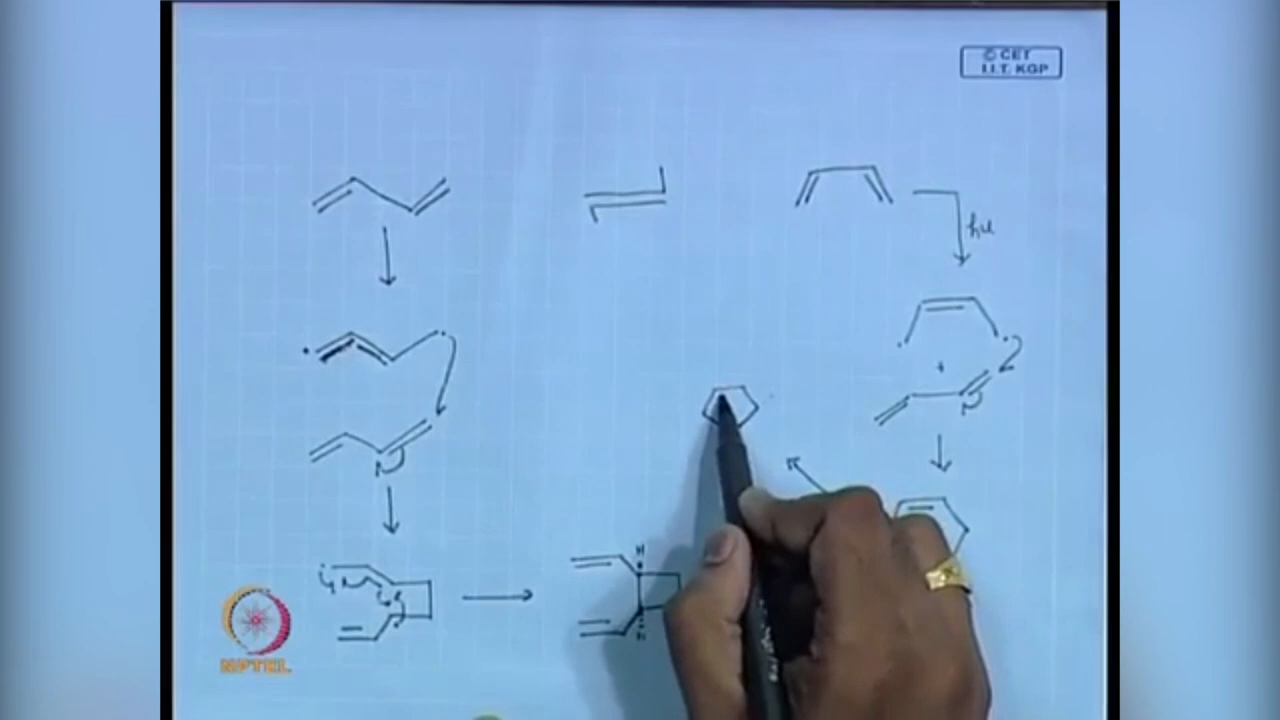 © CET
I.I.T. KGP
hν
H
H
NPTEL